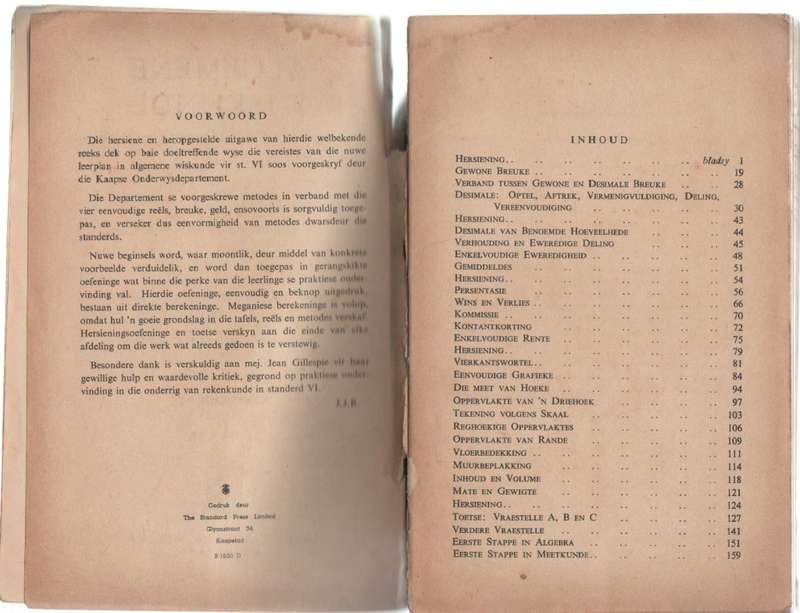 VOORWOORD
Die hersiene en heropgestelde uitgawe van hierdie welbekende
reeks dek op baie doeltreffende wyse die vereistes van die nuwe
leerplan in algemene wiskunde vir st. VI soos voorgeskryf deur
die Kaapse Onderwysdepartement.
Die Departement se voorgeskrewe metodes in verband met die
vier eenvoudige reëls, breuke, geld, ensovoorts is sorgvuldig toege-
pas, en verseker dus eenvormigheid van metodes dwarsdeur die
standerds.
Nuwe beginsels word, waar moontlik, deur middel van konkrete
voorbeelde verduidelik, en word dan toegepas in gerangskikte
oefeninge wat binne die perke van die leerlinge se praktiese onder-
vinding val. Hierdie oefeninge, eenvoudig en beknop uitgedruk,
bestaan uit direkte berekeninge. Meganiese berekeninge is volop,
omdat hul 'n goeie grondslag in die tafels, reëls en metodes verskaf.
Hersieningsoefeninge en toetse verskyn aan die einde van elke
afdeling om die werk wat alreeds gedoen is te verstewig.
Besondere dank is verskuldig aan mej. Jean Gillespie vir haar
gewillige hulp en waardevolle kritiek, gegrond op praktiese onder-
vinding in die onderrig van rekenkunde in standerd VI.
J.J.B.
Gedruk deur
The Standard Press Limited
Glynnstraat 34
Kaapstad
INHOUD
HERSIENING.. .. .. .. .. .. .. .. bladsy 1
GEWONE BREUKE .. .. .. .. .. .. .. .. 19
VERBAND TUSSEN GEWONE EN DESIMALE BREUKE .. .. 28
DESIMALE: OPTEL, AFTREK, VERMENIGVULDIGING, DELING,
VEREENVOUDIGING .. .. .. .. .. .. 30
HERSIENING.. .. .. .. .. .. .. .. .. 43
DESIMALE VAN BENOEMDE HOEVEELHEDE .. .. .. .. 44
VERHOUDING EN EWEREDIGE DELING .. .. .. .. 45
ENKELVOUDIGE EWEREDIGHEID .. .. .. .. .. .. 48
GEMIDDELDES .. .. .. .. .. .. .. .. 51
HERSIENING.. .. .. .. .. .. .. .. .. 54
PERSENTASIE .. .. .. .. .. .. .. .. 56
WINS EN VERLIES .. .. .. .. .. .. .. .. 66
KOMMISSIE .. .. .. .. .. .. .. .. .. 70
KONTANTKORTING .. .. .. .. .. .. .. 72
ENKELVOUDIGE RENTE .. .. .. .. .. .. .. 75
HERSIENING.. .. .. .. .. .. .. .. .. 79
VIERKANTSWORTEL.. .. .. .. .. .. .. .. 81
EENVOUDIGE GRAFIEKE .. .. .. .. .. .. .. 84
DIE MEET VAN HOEKE .. .. .. .. .. .. .. 94
OPPERVLAKTE VAN 'N DRIEHOEK .. .. .. .. .. 97
TEKENING VOLGENS SKAAL .. .. .. .. .. .. 103
REGHOEKIGE OPPERVLAKTES .. .. .. .. .. .. 106
OPPERVLAKTE VAN RANDE .. .. .. .. .. .. 109
VLOERBEDEKKING .. .. .. .. .. .. .. .. 111
MUURBEPLAKKING .. .. .. .. .. .. .. 114
INHOUD EN VOLUME .. .. .. .. .. .. .. 118
MATE EN GEWIGTE .. .. .. .. .. .. .. 121
HERSIENING.. .. .. .. .. .. .. .. .. 124
TOETSE: VRAESTELLE A, B EN C .. .. .. .. .. 127
VERDERE VRAESTELLE .. .. .. .. .. .. .. 141
EERSTE STAPPE IN ALGEBRA .. .. .. .. .. .. 151
EERSTE STAPPE IN MEETKUNDE.. .. .. .. .. .. 159